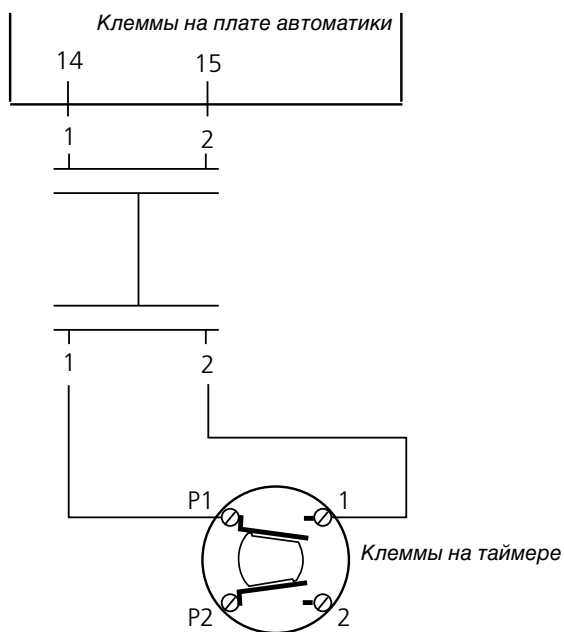 Клеммы на плате автоматики
14 15
1 2
1 2
P1 1
Клеммы на таймере
P2 2